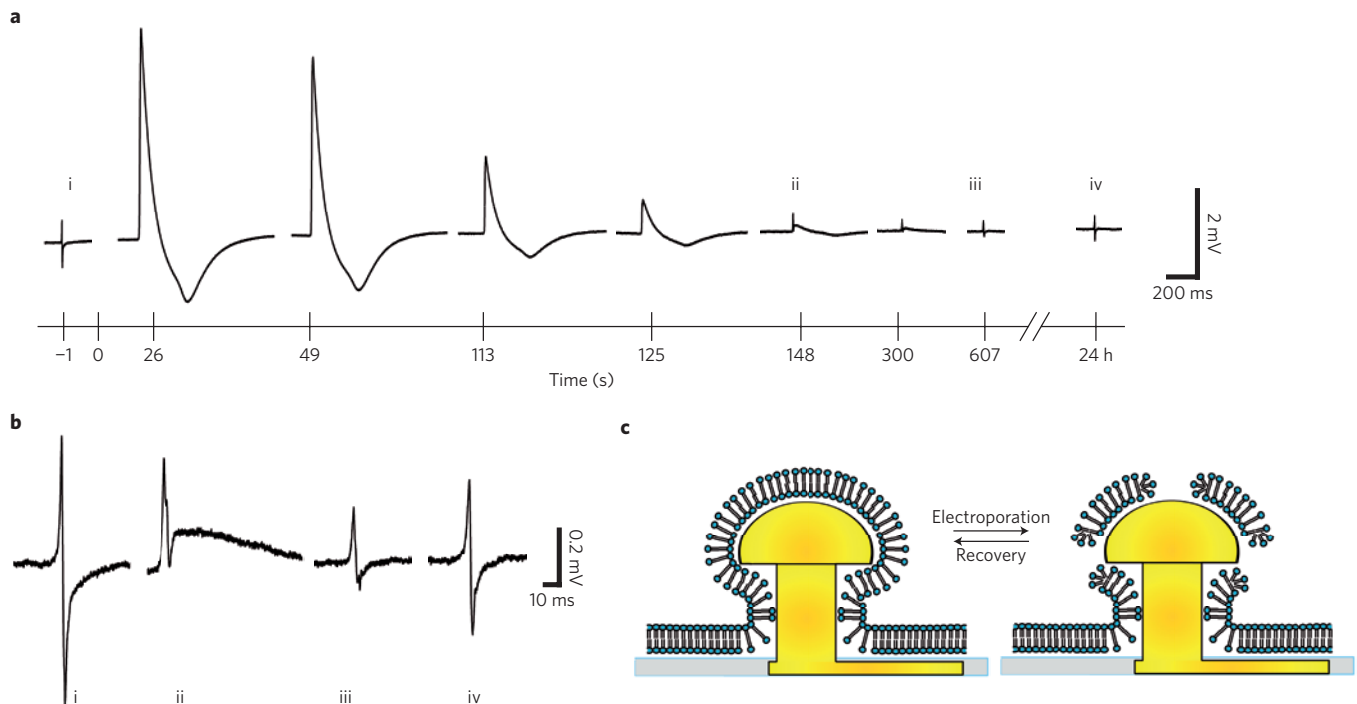 a
i
ii
iii
iv
2 mV
200 ms
−1 0 26 49 113 125 148 300 607 24 h
Time (s)
b
c
Electroporation
Recovery
0.2 mV
10 ms
i
ii
iii
iv